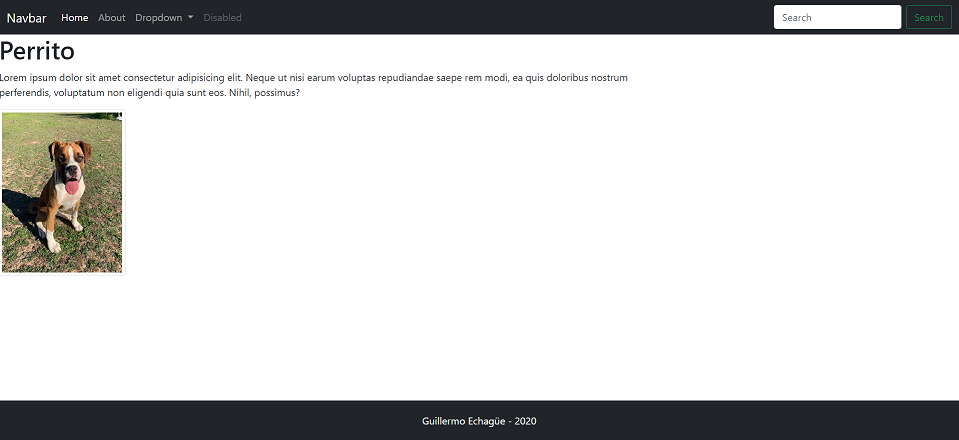 Navbar Home About Dropdown Disabled Search Search
Perrito
Lorem ipsum dolor sit amet consectetur adipisicing elit. Neque ut nisi earum voluptas repudiandae saepe rem modi, ea quis doloribus nostrum
perferendis, voluptatum non eligendi quia sunt eos. Nihil, possimus?
Guillermo Echagüe - 2020